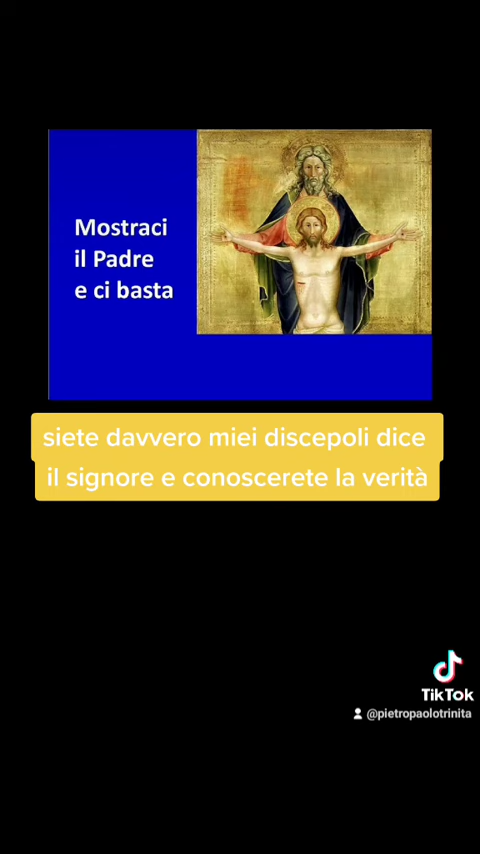 Mostraci
il Padre
e ci basta
siete davvero miei discepoli dice
il signore e conoscerete la verità
TikTok
@pietropaolotrinita